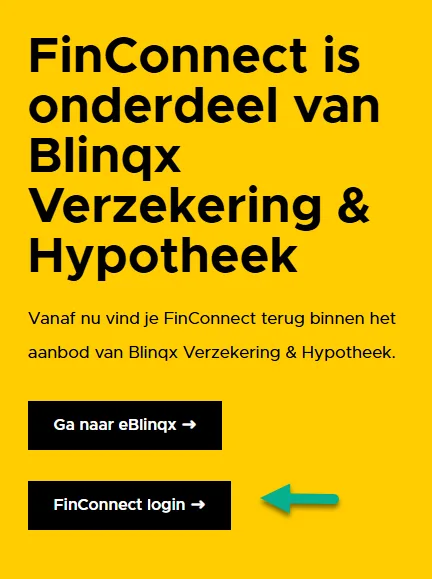 FinConnect is
onderdeel van
Blinqx
Verzekering &
Hypotheek
Vanaf nu vind je FinConnect terug binnen het
aanbod van Blinqx Verzekering & Hypotheek.
Ga naar eBlinqx →
FinConnect login →